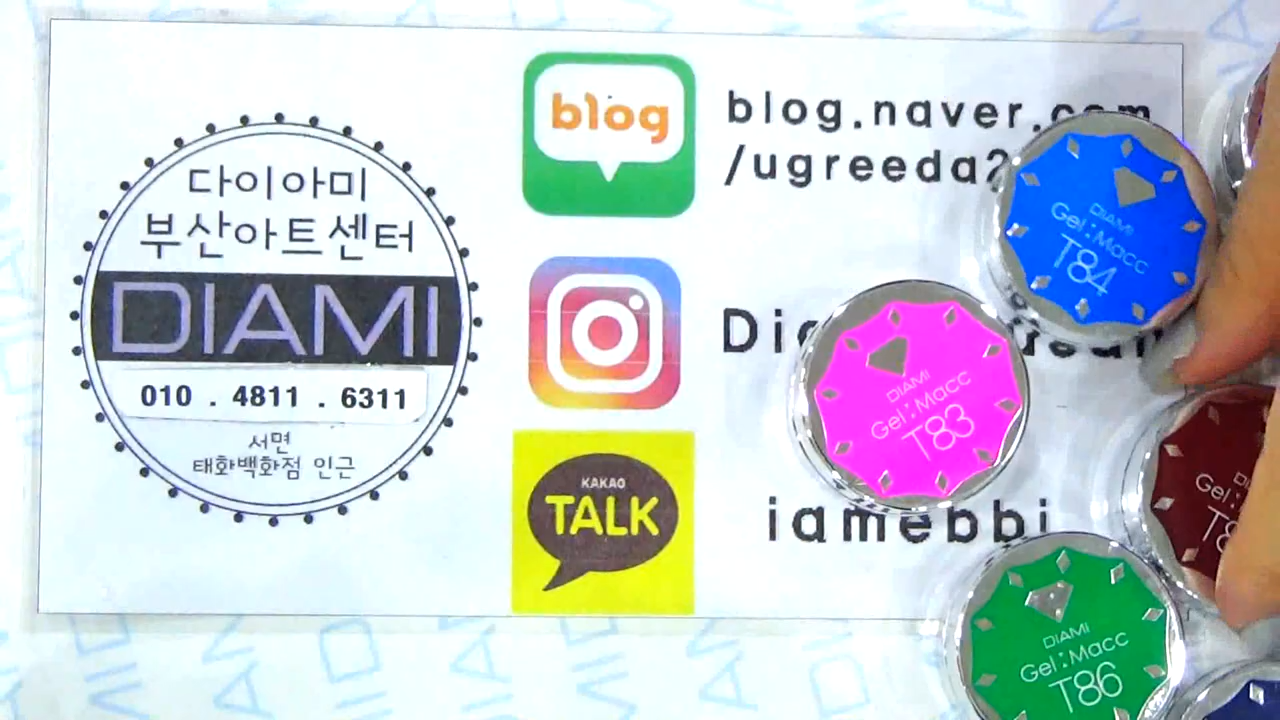 다이아미
부산아트센터
DIAMI
010 . 4811 . 6311
서면
태화백화점 인근
blog
blog.naver.com
/ugreeda2
KAKAO
TALK
iamebbi
DIAMI
Gel:Macc
T84
DIAMI
Gel:Macc
T83
Gel:
DIAMI
Gel:Macc
T86